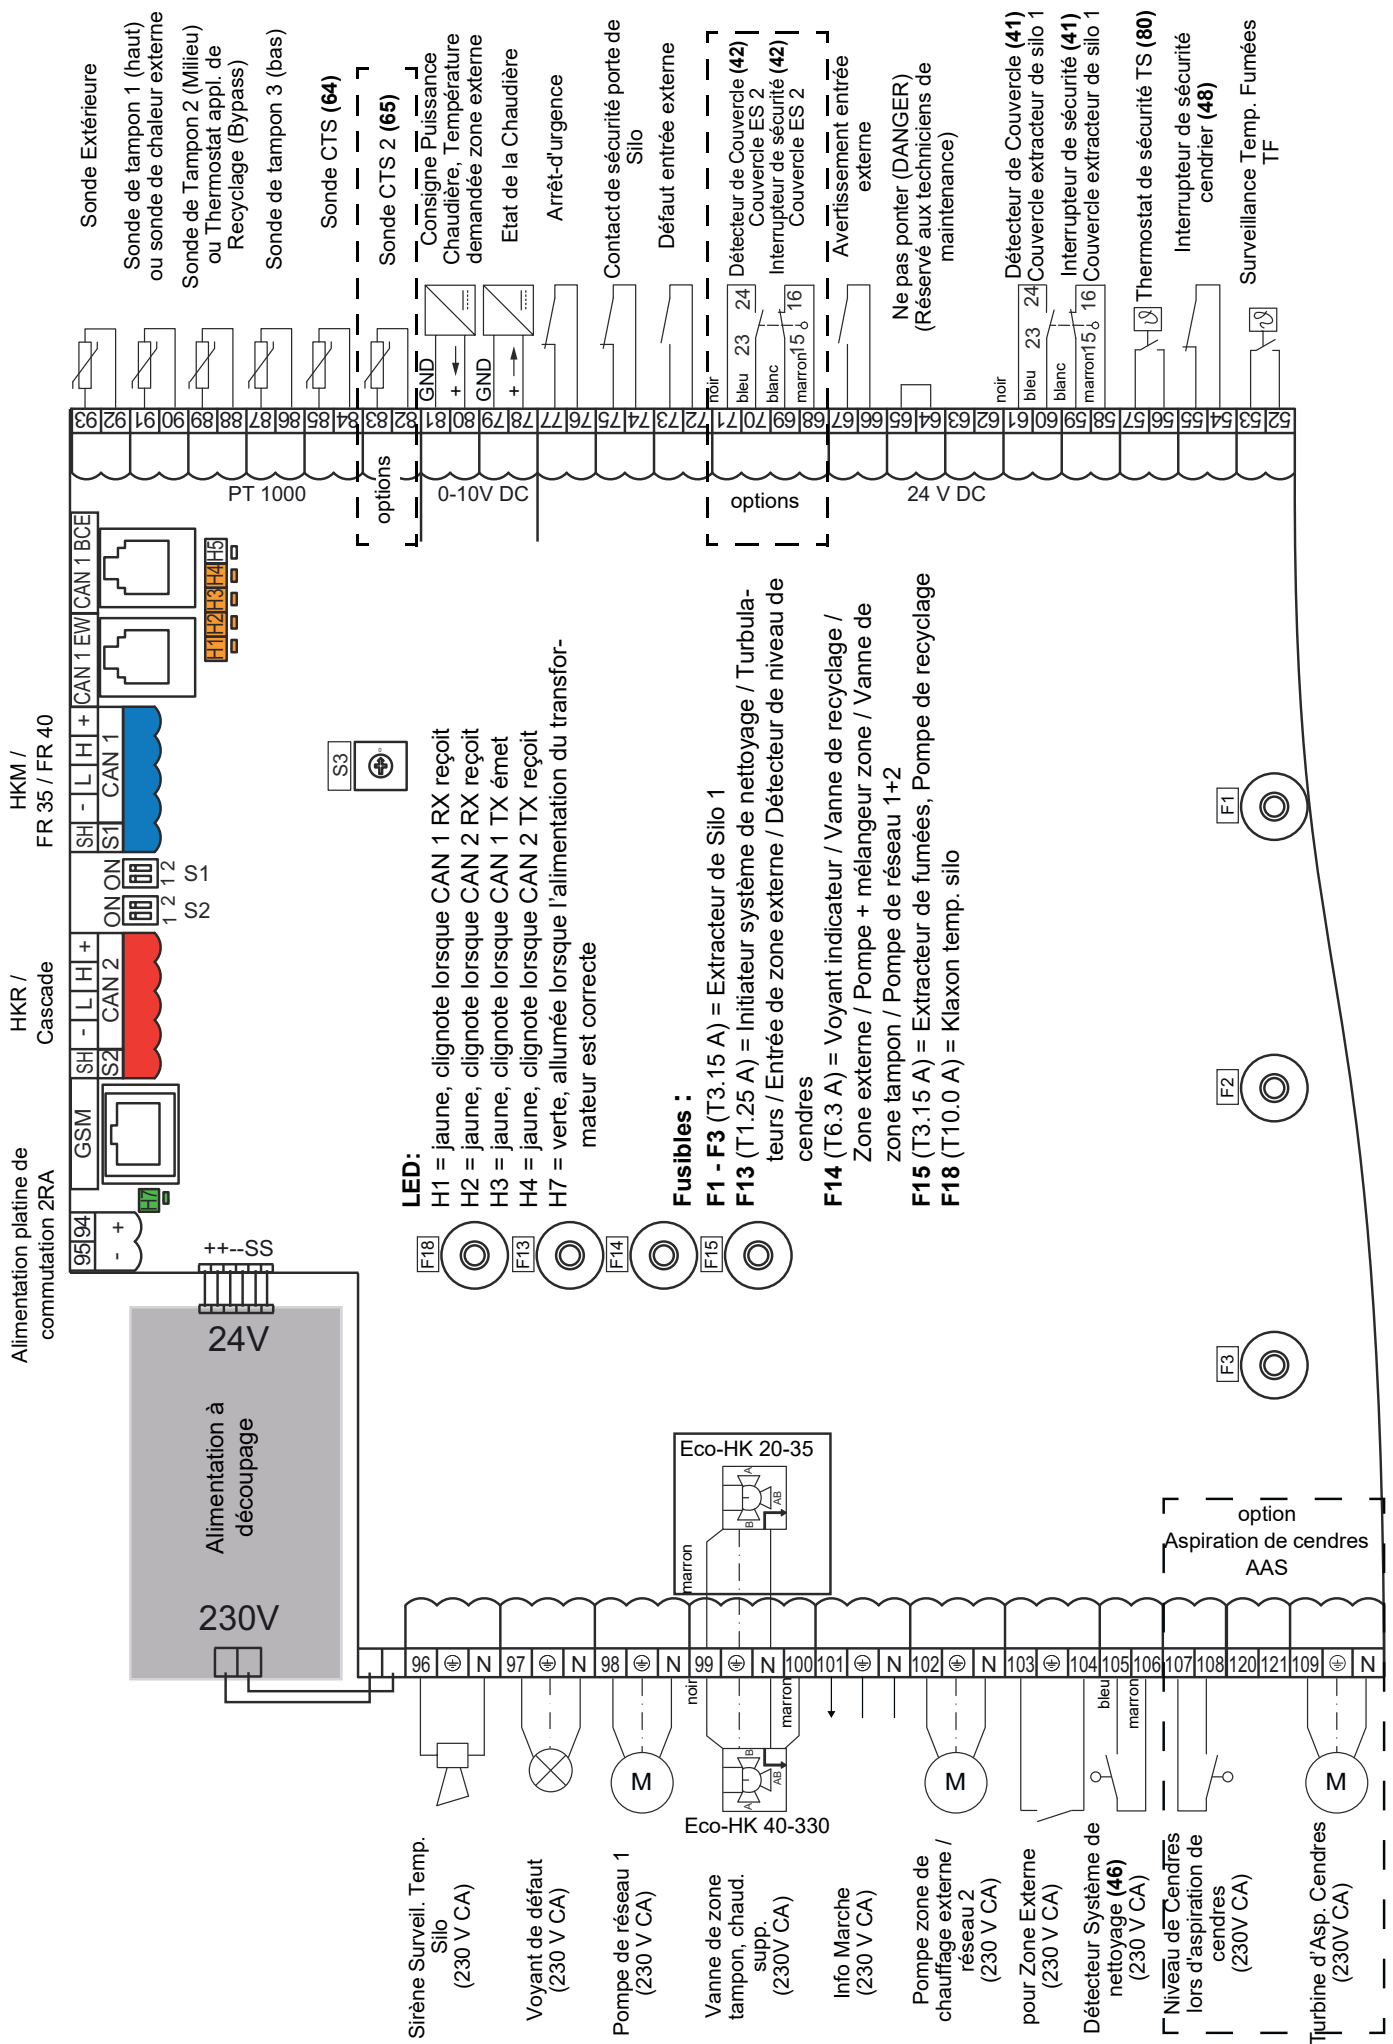 Sonde Extérieure
Sonde de tampon 1 (haut)
ou sonde de chaleur externe
Sonde de Tampon 2 (Milieu)
ou Thermostat appl. de
Recyclage (Bypass)
Sonde de tampon 3 (bas)
Sonde CTS (64)
Sonde CTS 2 (65)
Consigne Puissance
Chaudière, Température
demandée zone externe
Etat de la Chaudière
Arrêt-d'urgence
Contact de sécurité porte de
Silo
Défaut entrée externe
Détecteur de Couvercle (42)
Couvercle ES 2
Interrupteur de sécurité (42)
Couvercle ES 2
Avertissement entrée
externe
Ne pas ponter (DANGER)
(Réservé aux techniciens de
maintenance)
Détecteur de Couvercle (41)
Couvercle extracteur de silo 1
Interrupteur de sécurité (41)
Couvercle extracteur de silo 1
Thermostat de sécurité TS (80)
Interrupteur de sécurité
cendrier (48)
Surveillance Temp. Fumées
TF
GND
+
GND
+
noir
bleu 23 24
blanc
marron 15 16
noir
bleu 23 24
blanc
marron 15 16
ϑ
ϑ
93 92 91 90 89 88 87 86 85 84 83 82 81 80 79 78 77 76 75 74 73 72 71 70 69 68 67 66 65 64 63 62 61 60 59 58 57 56 55 54 53 52
PT 1000
options
0-10V DC
options
24 V DC
Alimentation platine de
commutation 2RA
HKR /
Cascade
HKM /
FR 35 / FR 40
95 94
- +
GSM
SH - L H +
S2 CAN 2
ON ON
1 2 S2
1 2 S1
SH - L H +
S1 CAN 1
CAN 1 EW
CAN 1 BCE
H1 H2 H3 H4 H5
H7
S3
++--SS
24V
Alimentation à
découpage
230V
LED:
H1 = jaune, clignote lorsque CAN 1 RX reçoit
H2 = jaune, clignote lorsque CAN 2 RX reçoit
H3 = jaune, clignote lorsque CAN 1 TX émet
H4 = jaune, clignote lorsque CAN 2 TX reçoit
H7 = verte, allumée lorsque l'alimentation du transfor-
mateur est correcte
Fusibles :
F1 - F3 (T3.15 A) = Extracteur de Silo 1
F13 (T1.25 A) = Initiateur système de nettoyage / Turbula-
teurs / Entrée de zone externe / Détecteur de niveau de
cendres
F14 (T6.3 A) = Voyant indicateur / Vanne de recyclage /
Zone externe / Pompe + mélangeur zone / Vanne de
zone tampon / Pompe de réseau 1+2
F15 (T3.15 A) = Extracteur de fumées, Pompe de recyclage
F18 (T10.0 A) = Klaxon temp. silo
F18
F13
F14
F15
F1
F2
F3
Eco-HK 20-35
A
B
AB
marron
option
Aspiration de cendres
AAS
96 N 97 N 98 N 99 N 100 101 N 102 N 103 104 105 106 107 108 120 121 109 N
noir
marron
bleu
marron
A
B
AB
Eco-HK 40-330
M
M
M
Sirène Surveil. Temp.
Silo
(230 V CA)
Voyant de défaut
(230 V CA)
Pompe de réseau 1
(230 V CA)
Vanne de zone
tampon, chaud.
supp.
(230V CA)
Info Marche
(230 V CA)
Pompe zone de
chauffage externe /
réseau 2
(230 V CA)
pour Zone Externe
(230 V CA)
Détecteur Système de
nettoyage (46)
(230 V CA)
Niveau de Cendres
lors d'aspiration de
cendres
(230V CA)
Turbine d'Asp. Cendres
(230V CA)